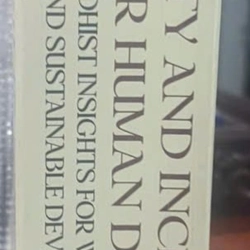 TY AND INC
R HUMAN D
DHIST INSIGHTS FOR W
ND SUSTAINABLE DEV